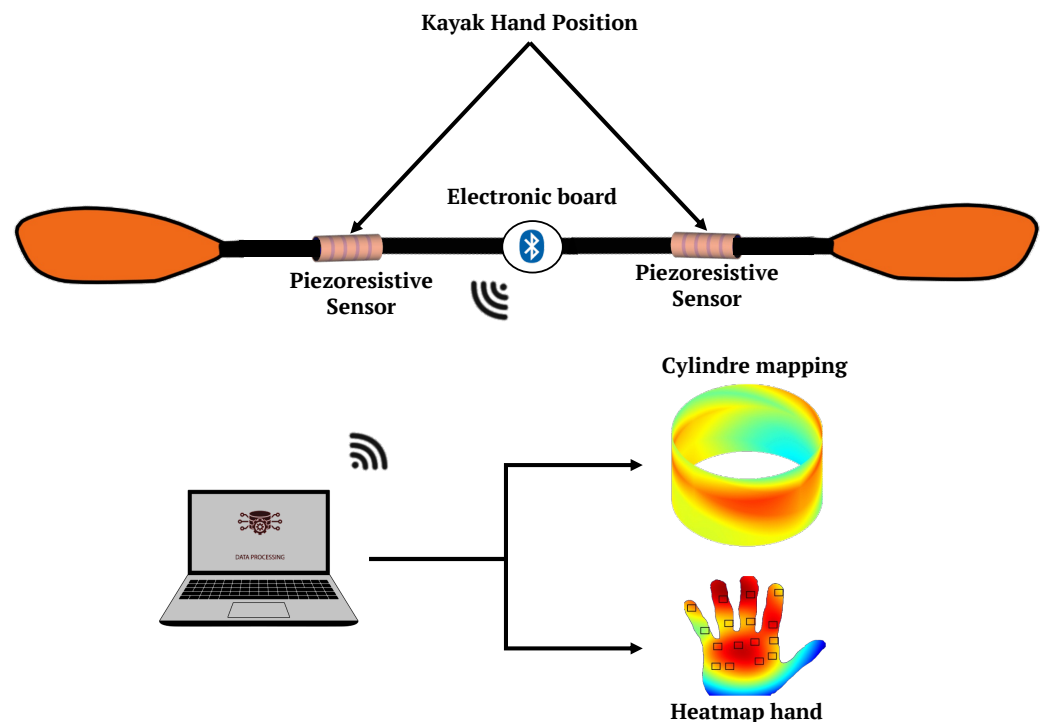 Kayak Hand Position
Electronic board
Piezoresistive
Sensor
Piezoresistive
Sensor
Cylindre mapping
DATA PROCESSING
Heatmap hand